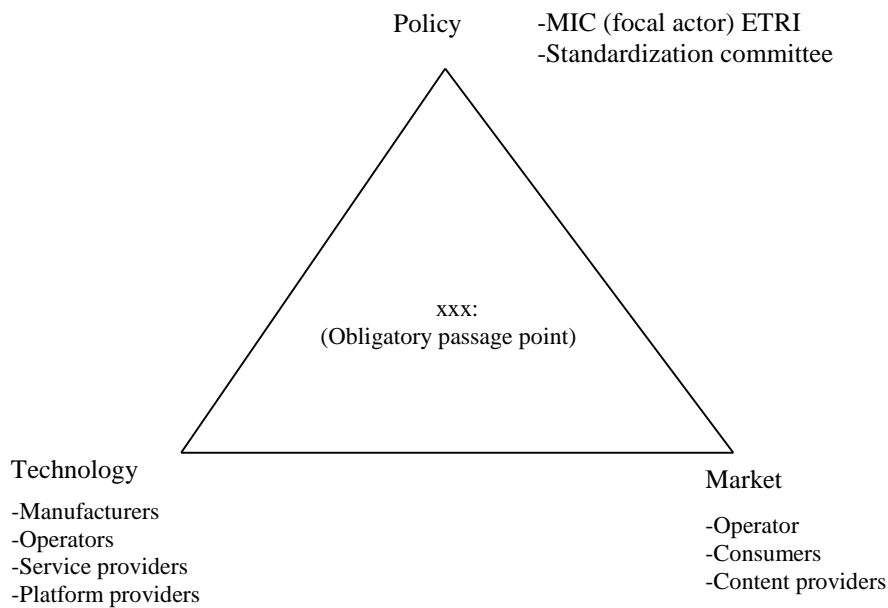 Policy
-MIC (focal actor) ETRI
-Standardization committee
xxx:
(Obligatory passage point)
Technology
-Manufacturers
-Operators
-Service providers
-Platform providers
Market
-Operator
-Consumers
-Content providers